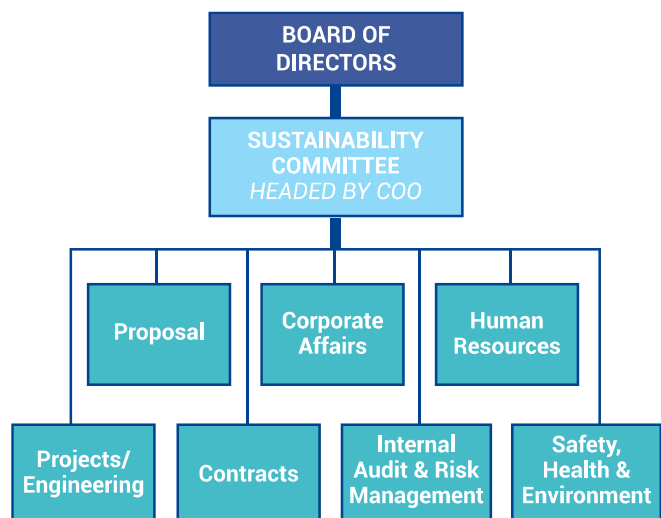 BOARD OF
DIRECTORS
SUSTAINABILITY
COMMITTEE
HEADED BY COO
Proposal
Corporate
Affairs
Human
Resources
Projects/
Engineering
Contracts
Internal
Audit & Risk
Management
Safety,
Health &
Environment